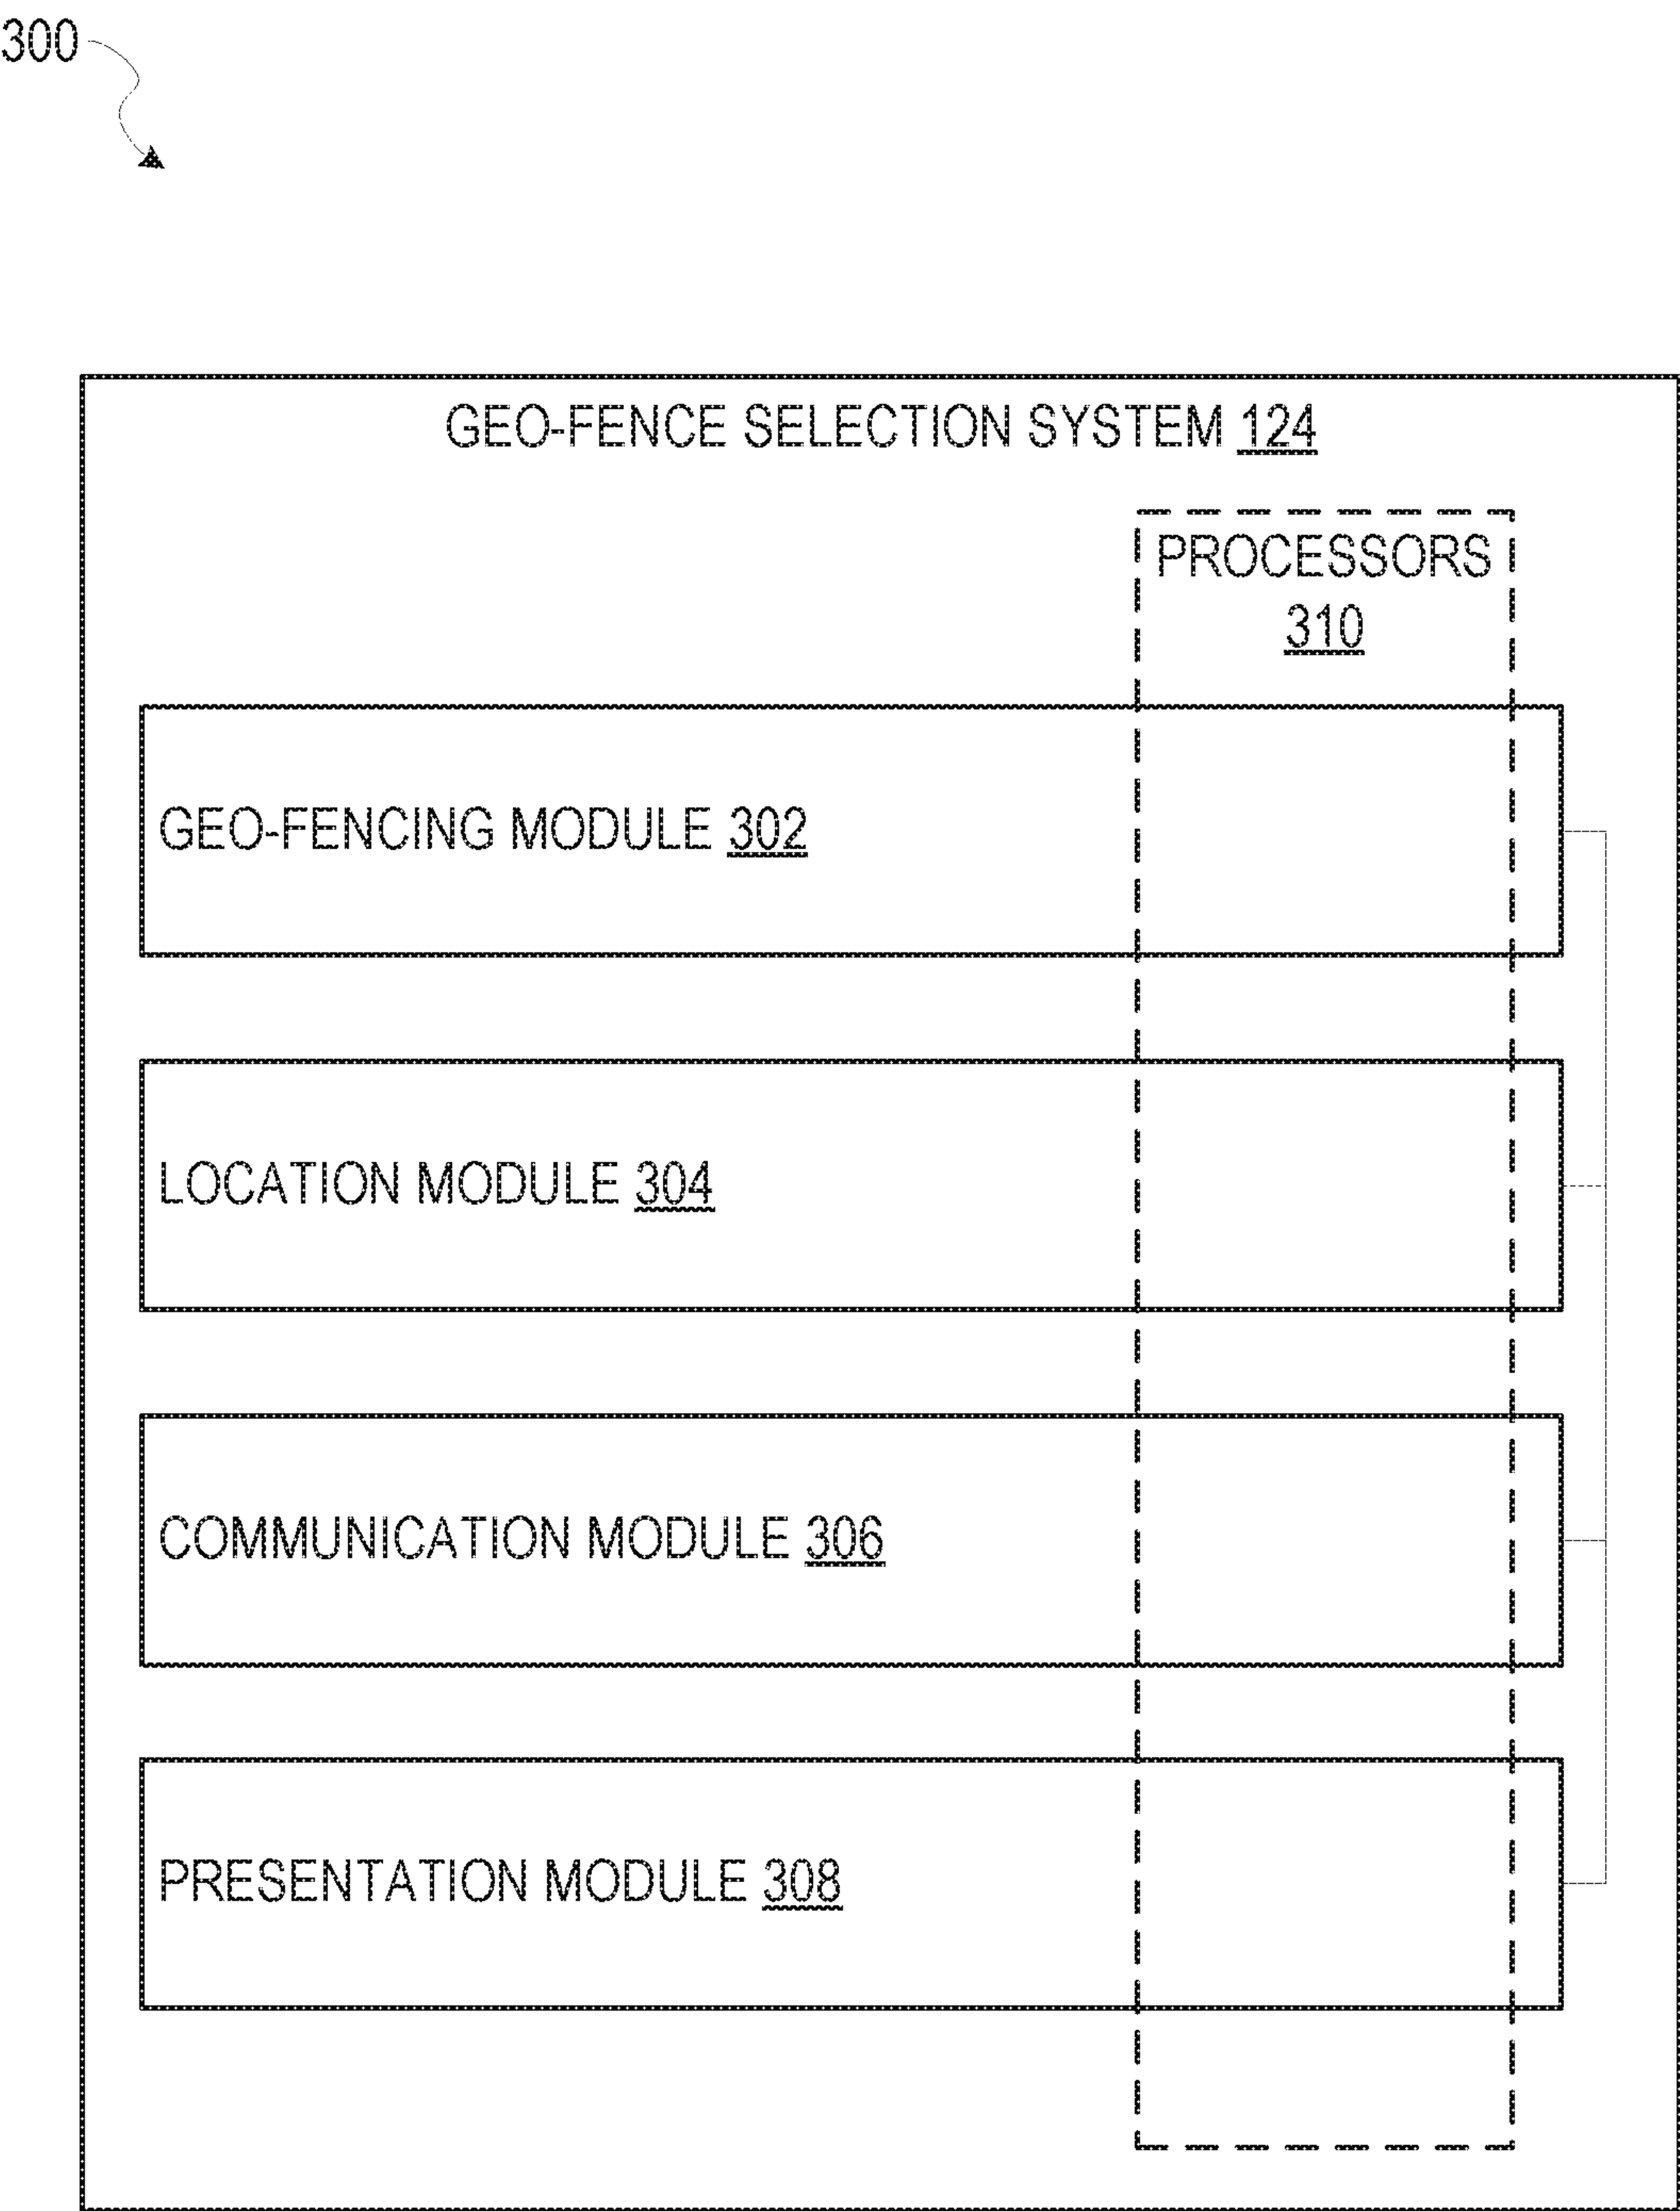 300
GEO-FENCE SELECTION SYSTEM 124
PROCESSORS
310
GEO-FENCING MODULE 302
LOCATION MODULE 304
COMMUNICATION MODULE 306
PRESENTATION MODULE 308